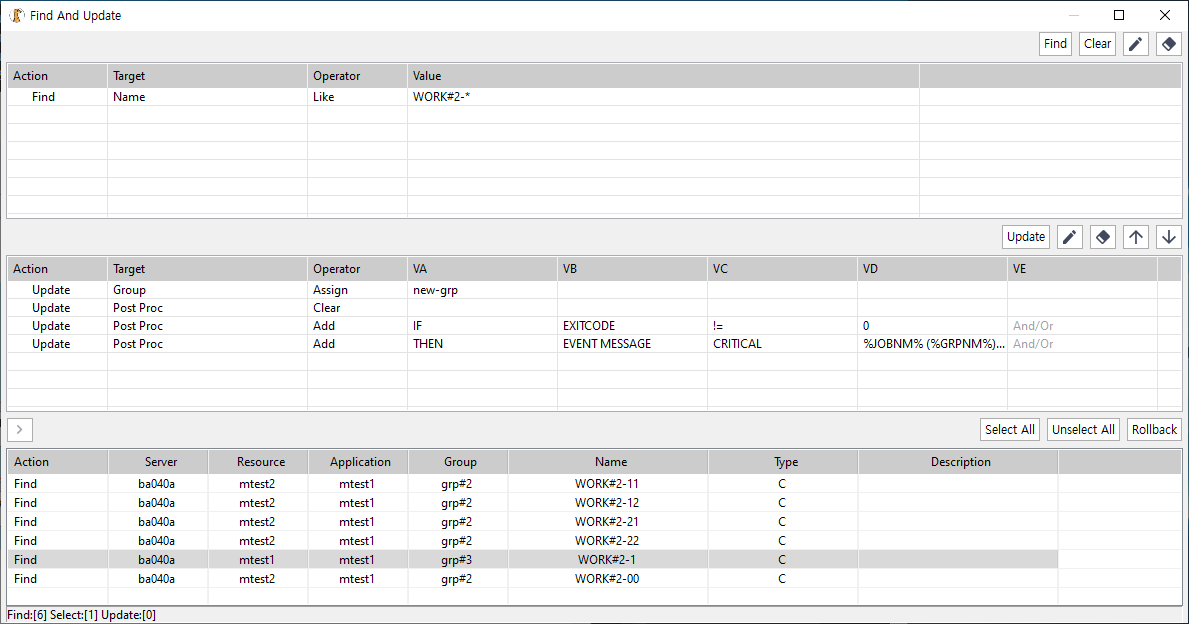 Find And Update
Find Clear
Action Target Operator Value
Find Name Like WORK#2-*
Update
Action Target Operator VA VB VC VD VE
Update Group Assign new-grp
Update Post Proc Clear
Update Post Proc Add IF EXITCODE != 0 And/Or
Update Post Proc Add THEN EVENT MESSAGE CRITICAL %JOBNM% (%GRPNM%)... And/Or
Select All Unselect All Rollback
Action Server Resource Application Group Name Type Description
Find ba040a mtest2 mtest1 grp#2 WORK#2-11 C
Find ba040a mtest2 mtest1 grp#2 WORK#2-12 C
Find ba040a mtest2 mtest1 grp#2 WORK#2-21 C
Find ba040a mtest2 mtest1 grp#2 WORK#2-22 C
Find ba040a mtest1 mtest1 grp#3 WORK#2-1 C
Find ba040a mtest2 mtest1 grp#2 WORK#2-00 C
Find:[6] Select:[1] Update:[0]